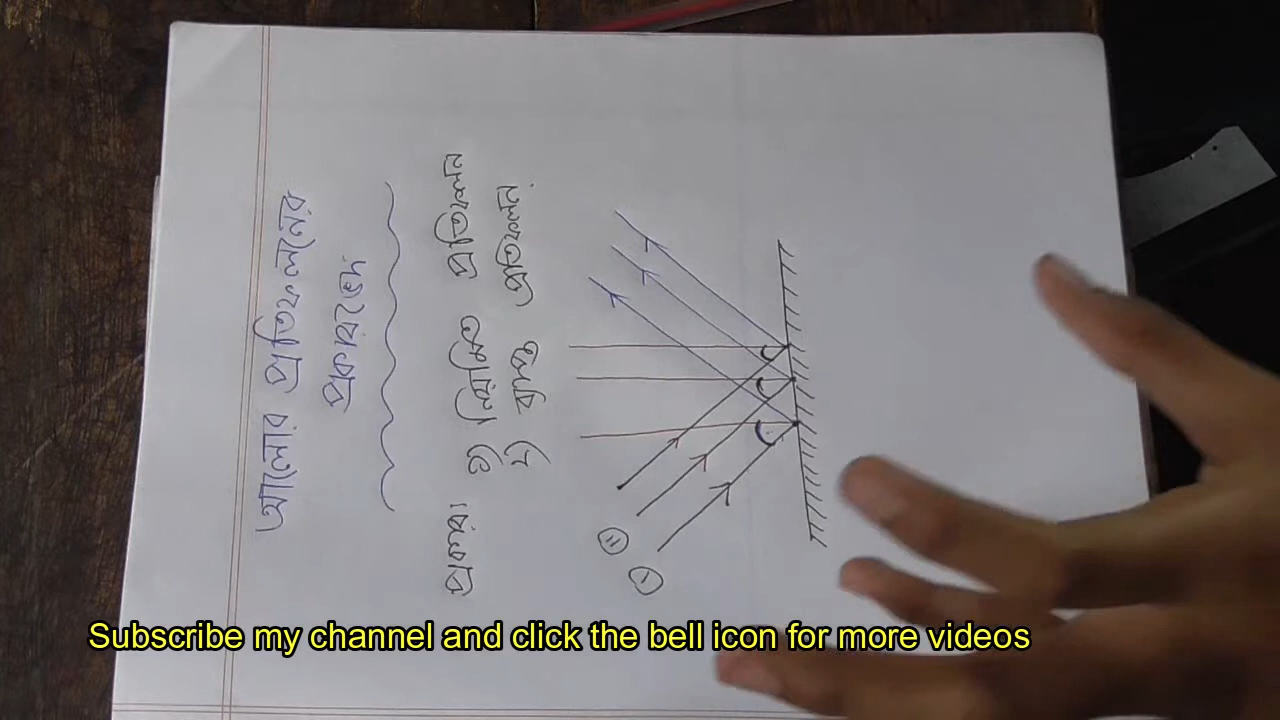 আলোর প্রতিফলনের
প্রকারভেদ
প্রকার।
১) নিয়মিত প্রতিফলন
২) ব্যাপ্ত প্রতিফলন.
Subscribe my channel and click the bell icon for more videos